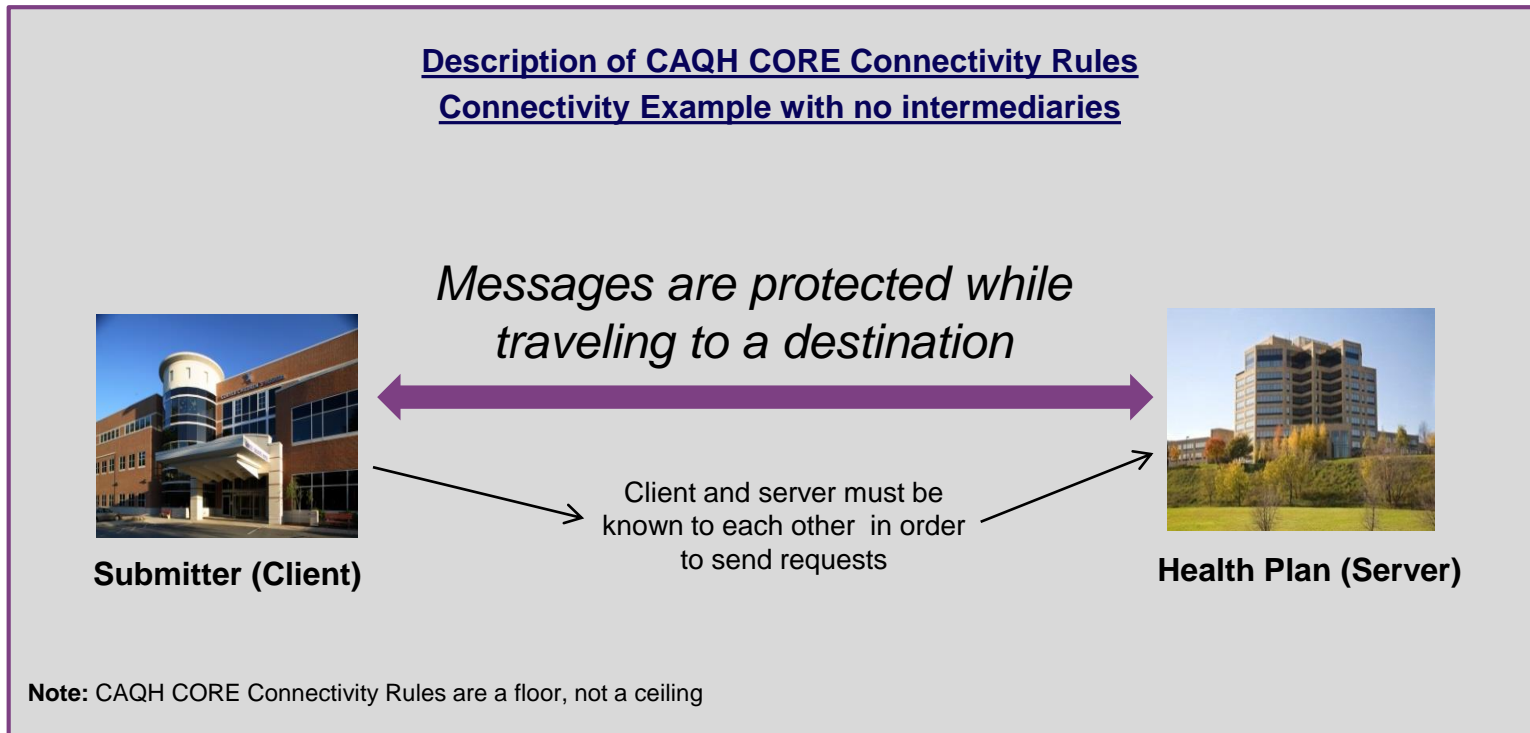 Description of CAQH CORE Connectivity Rules
Connectivity Example with no intermediaries
Messages are protected while
traveling to a destination
Client and server must be
known to each other in order
to send requests
Submitter (Client)
Health Plan (Server)
Note: CAQH CORE Connectivity Rules are a floor, not a ceiling